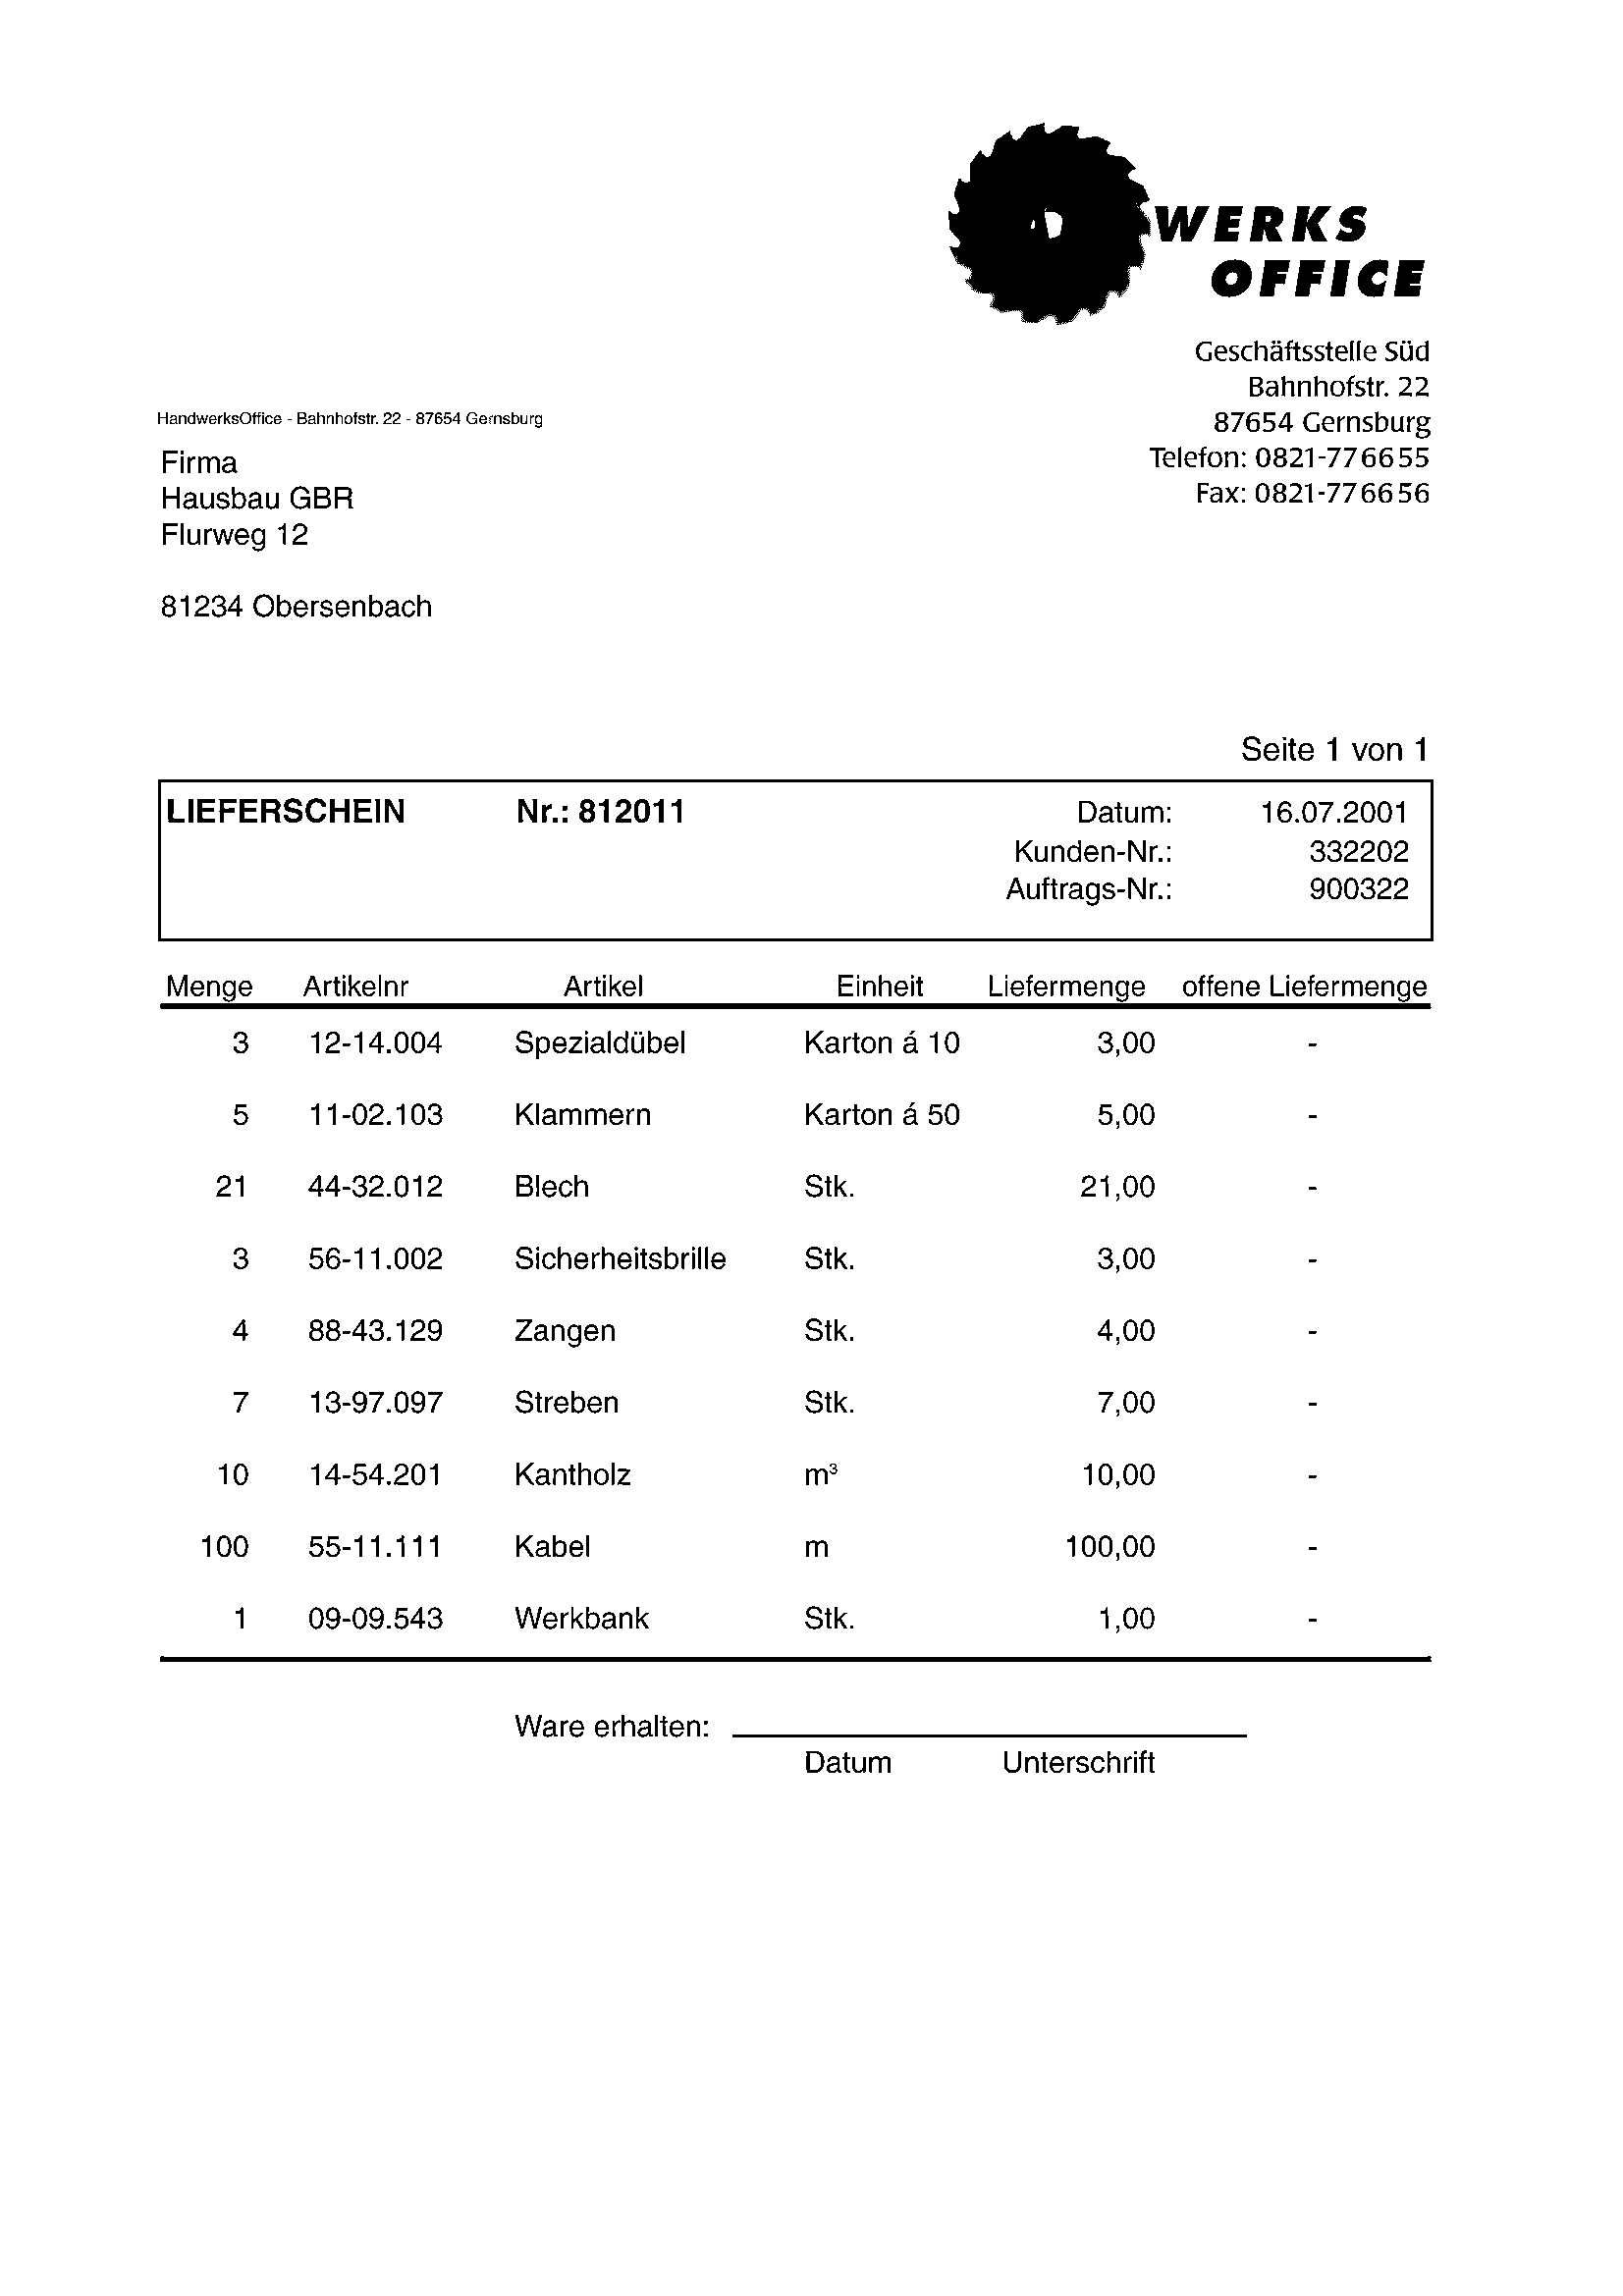 WERKS
OFFICE
Geschäftsstelle Süd
Bahnhofstr. 22
87654 Gernsburg
Telefon: 0821-776655
Fax: 0821-776656
HandwerksOffice - Bahnhofstr. 22 - 87654 Gernsburg
Firma
Hausbau GBR
Flurweg 12
81234 Obersenbach
Seite 1 von 1
LIEFERSCHEIN Nr.: 812011 Datum: 16.07.2001
Kunden-Nr.: 332202
Auftrags-Nr.: 900322
Menge Artikelnr Artikel Einheit Liefermenge offene Liefermenge
3 12-14.004 Spezialdübel Karton á 10 3,00 -
5 11-02.103 Klammern Karton á 50 5,00 -
21 44-32.012 Blech Stk. 21,00 -
3 56-11.002 Sicherheitsbrille Stk. 3,00 -
4 88-43.129 Zangen Stk. 4,00 -
7 13-97.097 Streben Stk. 7,00 -
10 14-54.201 Kantholz m³ 10,00 -
100 55-11.111 Kabel m 100,00 -
1 09-09.543 Werkbank Stk. 1,00 -
Ware erhalten:
Datum Unterschrift